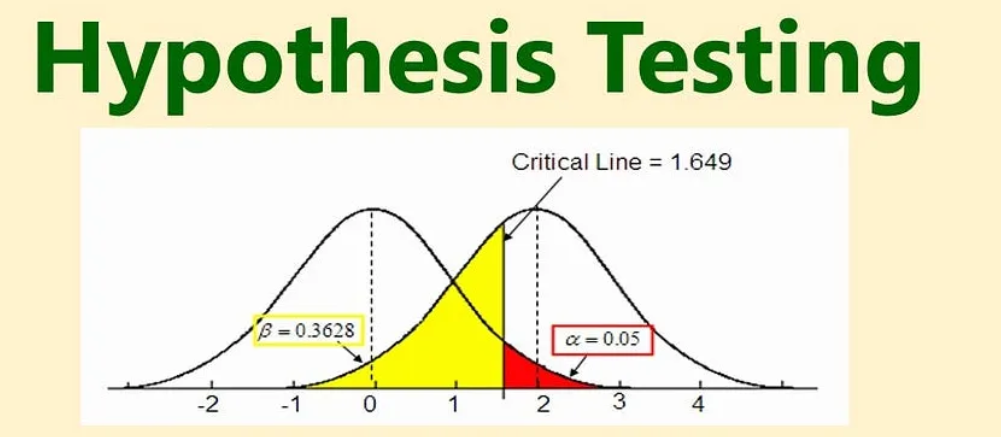 Hypothesis Testing
Critical Line = 1.649
β = 0.3628
α = 0.05
-2 -1 0 1 2 3 4